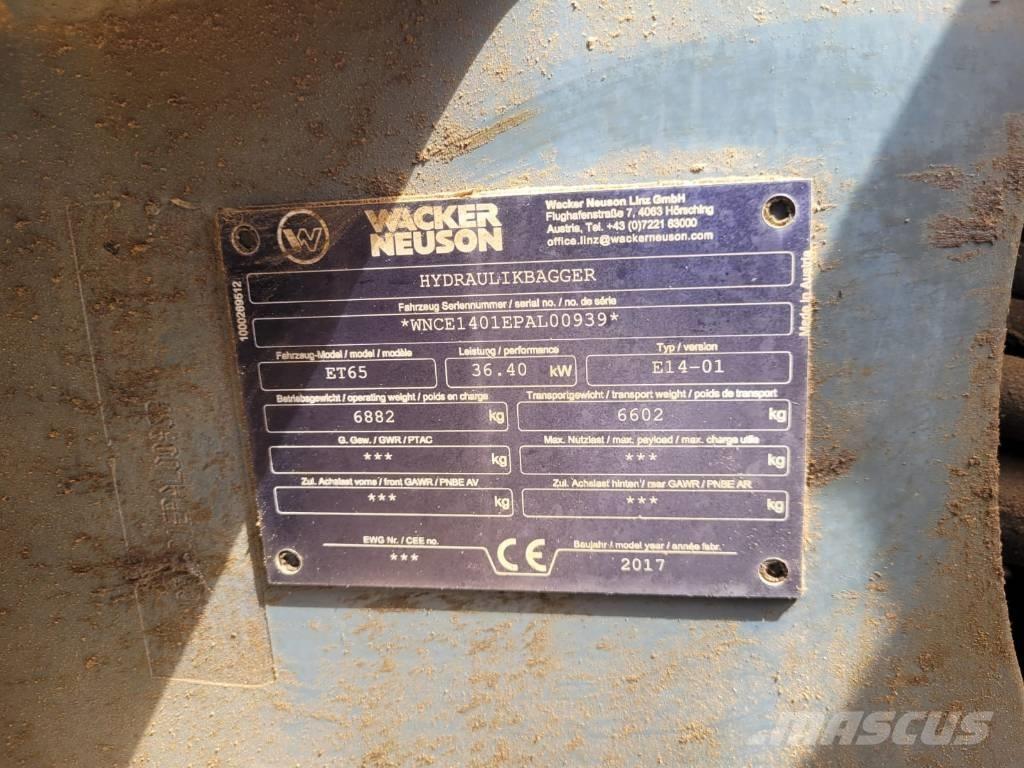 WACKER
NEUSON
Wacker Neuson Linz GmbH
Flughafenstraße 7, 4063 Hörsching
Austria, Tel. +43 (0)7221 63000
office.linz@wackerneuson.com
HYDRAULIKBAGGER
Fahrzeug Seriennummer / serial no. / no. de série
*WNCE1401EPAL00939*
Fahrzeug-Model / model / modèle
Leistung / performance
Typ / version
ET65
36.40 kW
E14-01
Betriebsgewicht / operating weight / poids en charge
Transportgewicht / transport weight / poids de transport
6882 kg
6602 kg
G. Gew. / GWR / PTAC
Max. Nutzlast / max. payload / max. charge utile
*** kg
*** kg
Zul. Achslast vorne / front GAWR / PNBE AV
Zul. Achslast hinten / rear GAWR / PNBE AR
*** kg
*** kg
EWG Nr. / CEE no.
***
CE
Baujahr / model year / année fabr.
2017
1000289512
Made in Austria
MASCUS